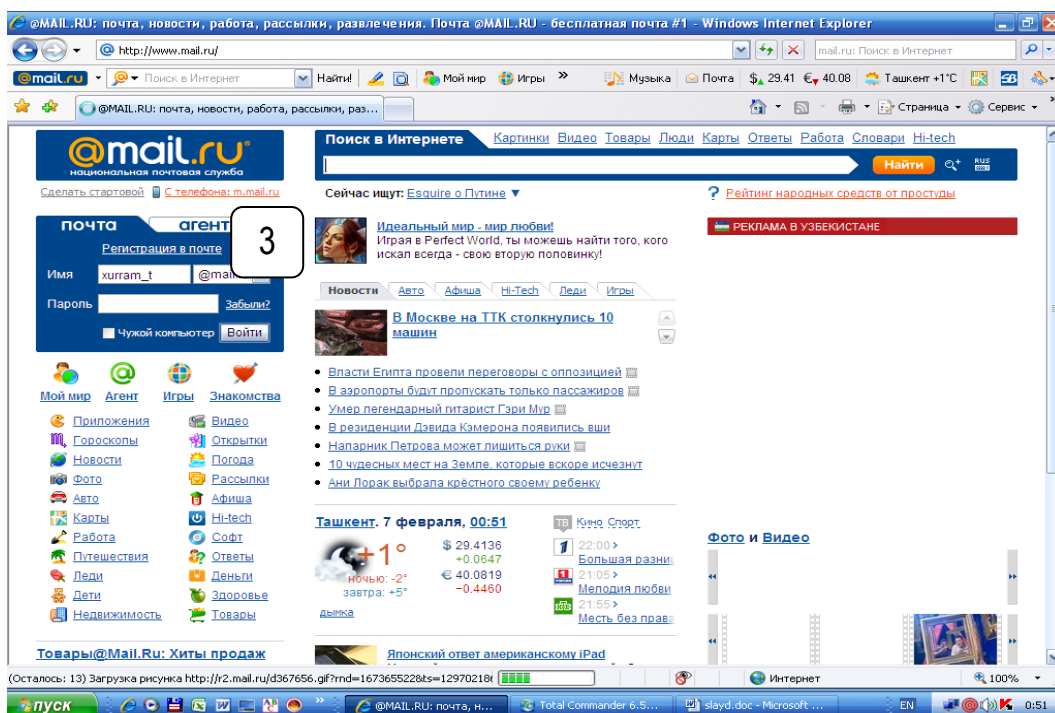 @MAIL.RU: почта, новости, работа, рассылки, развлечения. Почта @MAIL.RU - бесплатная почта #1 - Windows Internet Explorer
http://www.mail.ru/
mail.ru: Поиск в Интернет
@mail.ru Поиск в Интернет Найти! Мой мир Игры » Музыка Почта $ 29.41 € 40.08 Ташкент +1°C
@MAIL.RU: почта, новости, работа, рассылки, раз... Страница Сервис »
@mail.ru
национальная почтовая служба
Сделать стартовой С телефона: m.mail.ru
почта агент
3
Регистрация в почте
Имя xurram_t
Пароль Забыли?
Чужой компьютер Войти
Мой мир Агент Игры Знакомства
Приложения Видео
Гороскопы Открытки
Новости Погода
Фото Рассылки
Авто Афиша
Карты Hi-tech
Работа Софт
Путешествия Ответы
Леди Деньги
Дети Здоровье
Недвижимость Товары
Товары@Mail.Ru: Хиты продаж
Поиск в Интернете Картинки Видео Товары Люди Карты Ответы Работа Словари Hi-tech
Найти RUS
Сейчас ищут: Esquire о Путине ▼
? Рейтинг народных средств от простуды
Идеальный мир - мир любви!
Играя в Perfect World, ты можешь найти того, кого
искал всегда - свою вторую половинку!
РЕКЛАМА В УЗБЕКИСТАНЕ
Новости Авто Афиша Hi-Tech Леди Игры
В Москве на ТТК столкнулись 10
машин
Власти Египта провели переговоры с оппозицией
В аэропорты будут пропускать только пассажиров
Умер легендарный гитарист Гэри Мур
В резиденции Дэвида Кэмерона появились вши
Напарник Петрова может лишиться руки
10 чудесных мест на Земле, которые вскоре исчезнут
Ани Лорак выбрала крёстного своему ребенку
Ташкент. 7 февраля, 00:51
+1°
ночью: -2°
завтра: +5°
дымка
$ 29.4136
+0.0647
€ 40.0819
-0.4460
ТВ Кино Спорт
22:00>
Большая разни
21:05>
Мелодия любви
21:55>
Месть без права
Фото и Видео
Японский ответ американскому iPad
(Осталось: 13) Загрузка рисунка http://r2.mail.ru/d367656.gif?rnd=1673655228&ts=12970218 Интернет 100%
пуск » @MAIL.RU: почта, н... Total Commander 6.5... slayd.doc - Microsoft ... EN 0:51